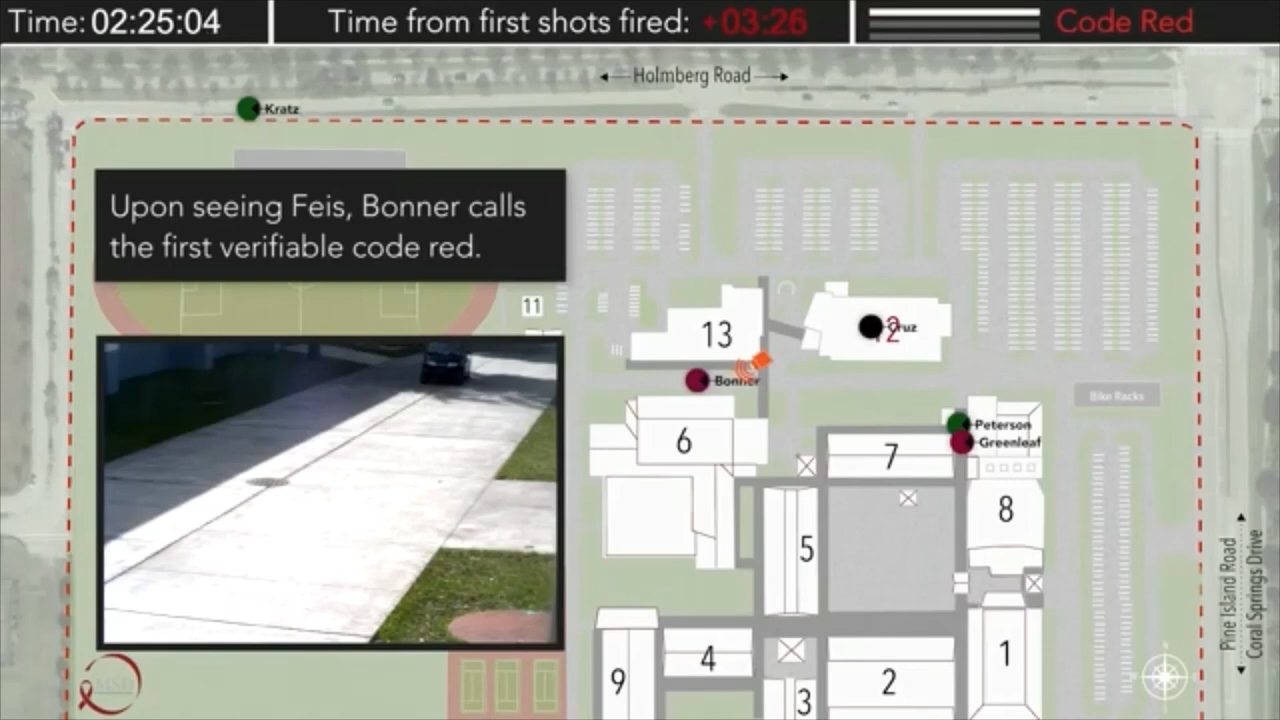 Time: 02:25:04
Time from first shots fired: +03:26
Code Red
Holmberg Road
Kratz
Upon seeing Feis, Bonner calls
the first verifiable code red.
11
13
12
Cruz
Bonner
Bike Racks
Peterson
Greenleaf
6
7
8
5
Pine Island Road
Coral Springs Drive
4
1
9
2
3
MSD